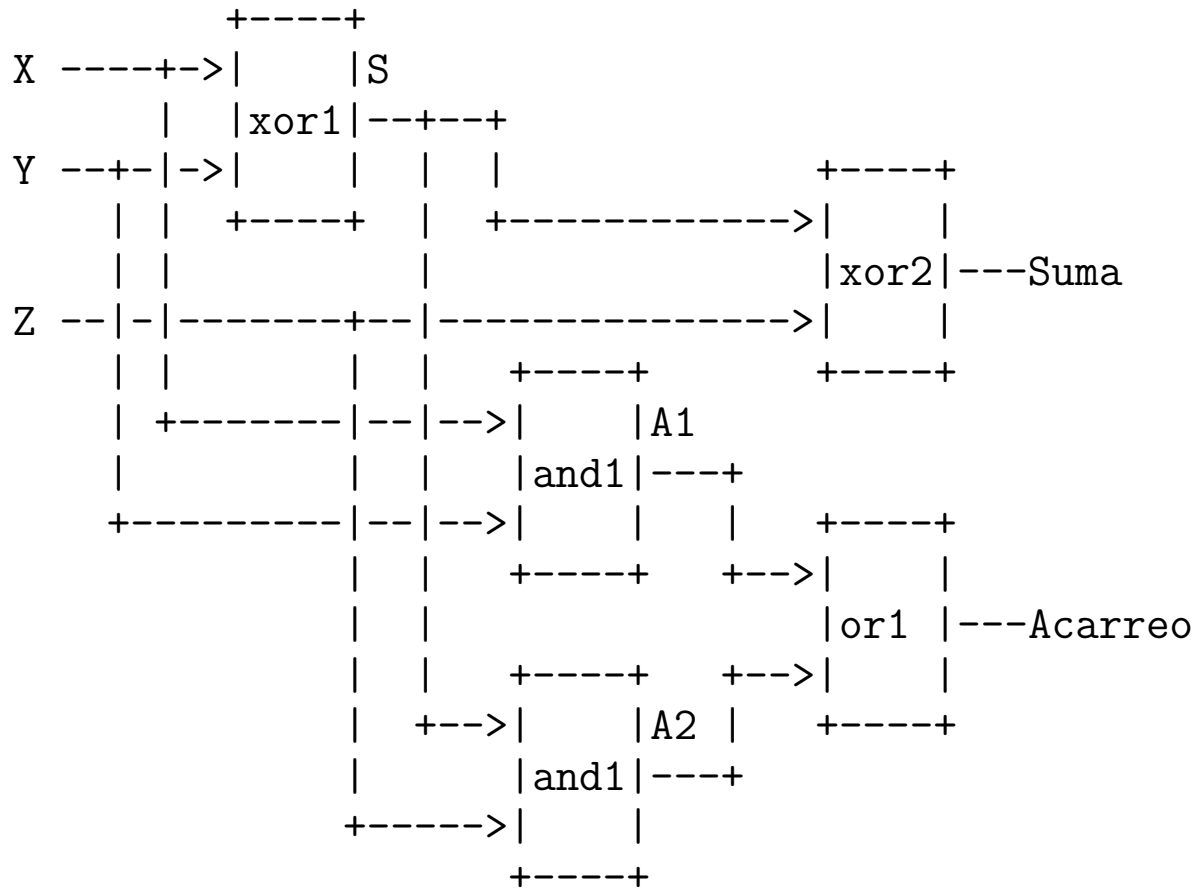 X S
xor1
Y
xor2 Suma
Z
A1
and1
or1 Acarreo
A2
and1